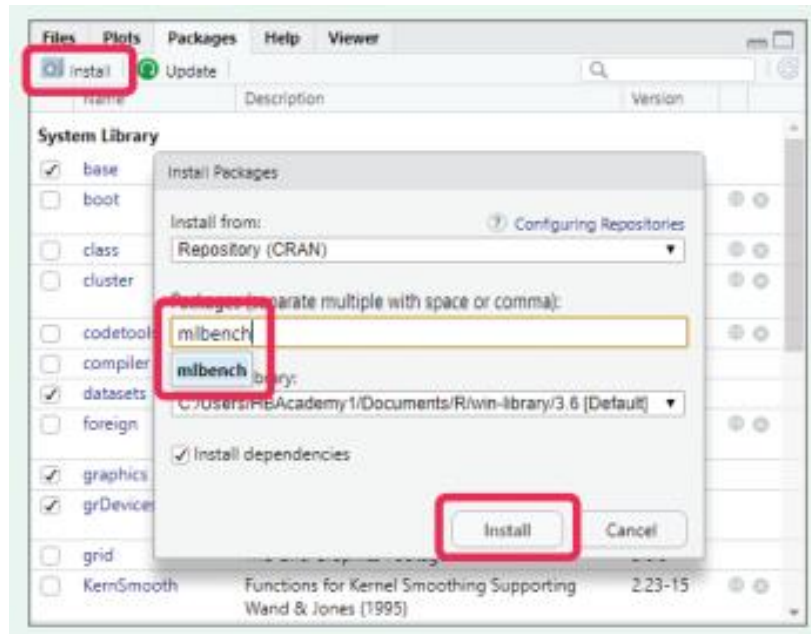 Files Plots Packages Help Viewer
Install Update
Name Description Version
System Library
base
Install Packages
boot
Install from: Configuring Repositories
class Repository (CRAN)
cluster
Packages (separate multiple with space or comma):
codetools mlbench
compiler mlbench
library:
datasets C:/Users/HBAcademy1/Documents/R/win-library/3.6 [Default]
foreign
Install dependencies
graphics
grDevices
Install Cancel
grid
KernSmooth Functions for Kernel Smoothing Supporting 2.23-15
Wand & Jones (1995)